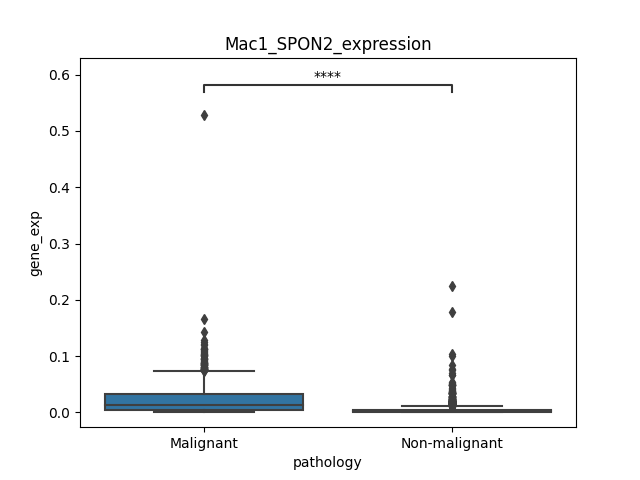 Mac1_SPON2_expression
****
0.6
0.5
0.4
0.3
0.2
0.1
0.0
gene_exp
Malignant
Non-malignant
pathology